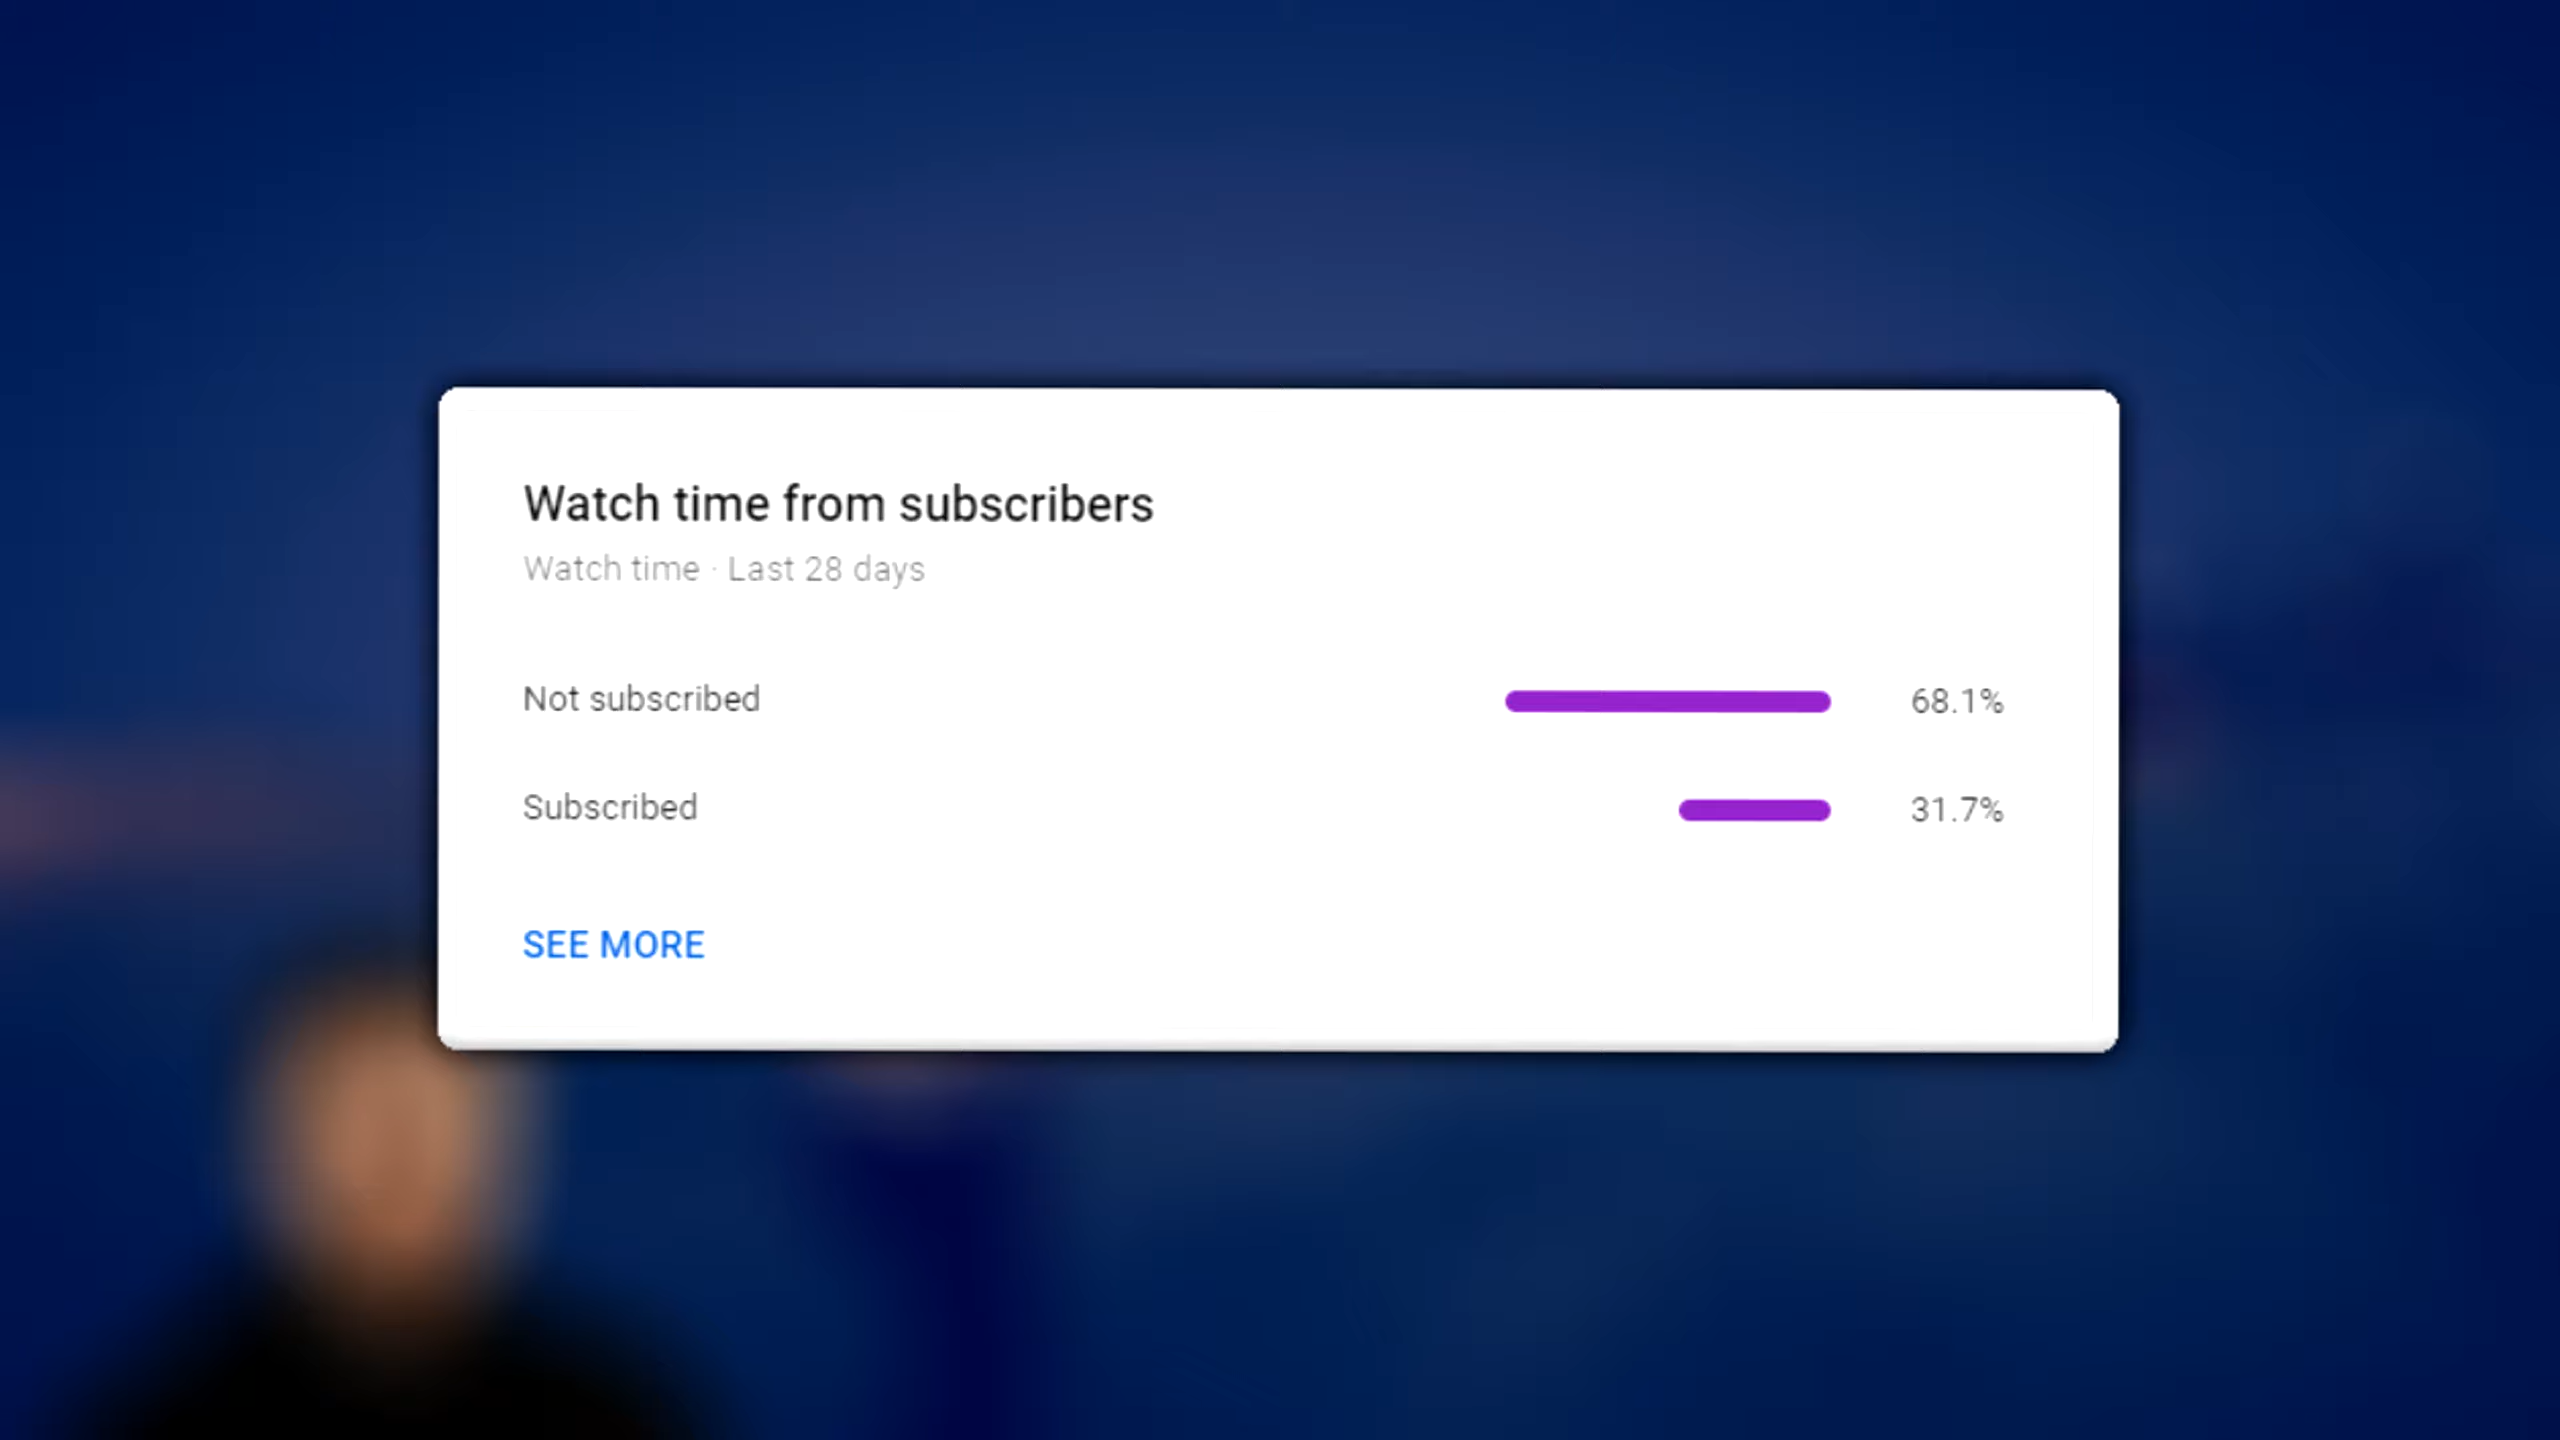 Watch time from subscribers
Watch time · Last 28 days
Not subscribed 68.1%
Subscribed 31.7%
SEE MORE